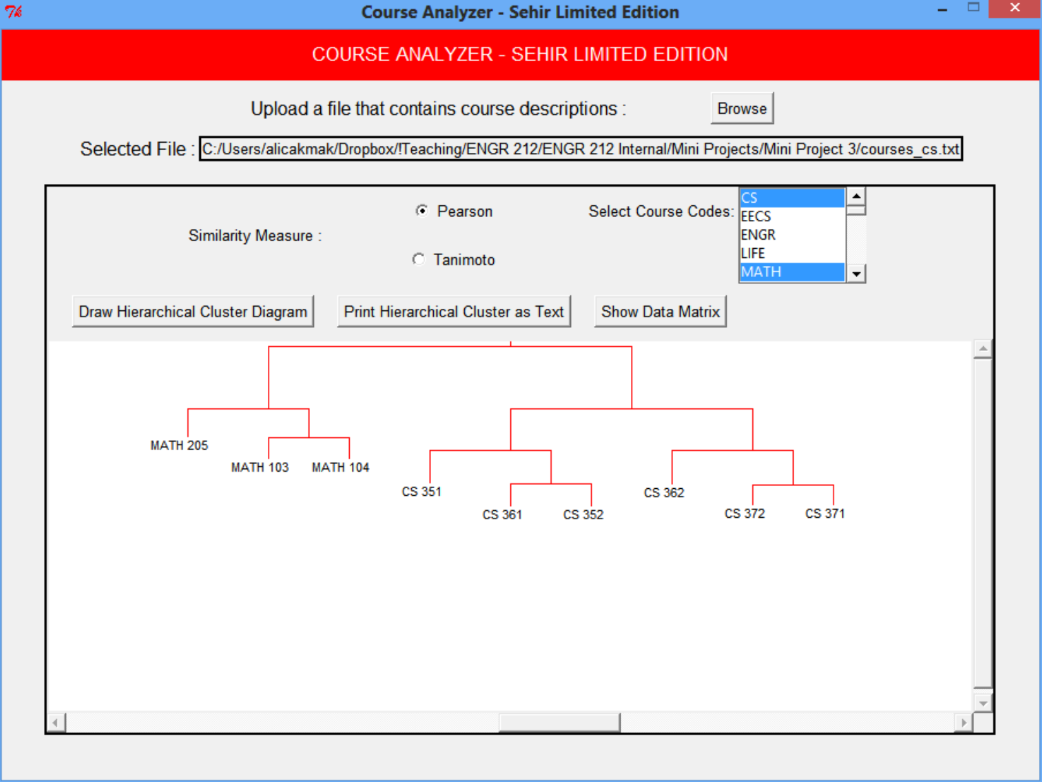 Course Analyzer - Sehir Limited Edition
COURSE ANALYZER - SEHIR LIMITED EDITION
Upload a file that contains course descriptions : Browse
Selected File : C:/Users/alicakmak/Dropbox/!Teaching/ENGR 212/ENGR 212 Internal/Mini Projects/Mini Project 3/courses_cs.txt
Similarity Measure :
Pearson
Tanimoto
Select Course Codes:
CS
EECS
ENGR
LIFE
MATH
Draw Hierarchical Cluster Diagram Print Hierarchical Cluster as Text Show Data Matrix
MATH 205
MATH 103 MATH 104
CS 351 CS 362
CS 361 CS 352 CS 372 CS 371